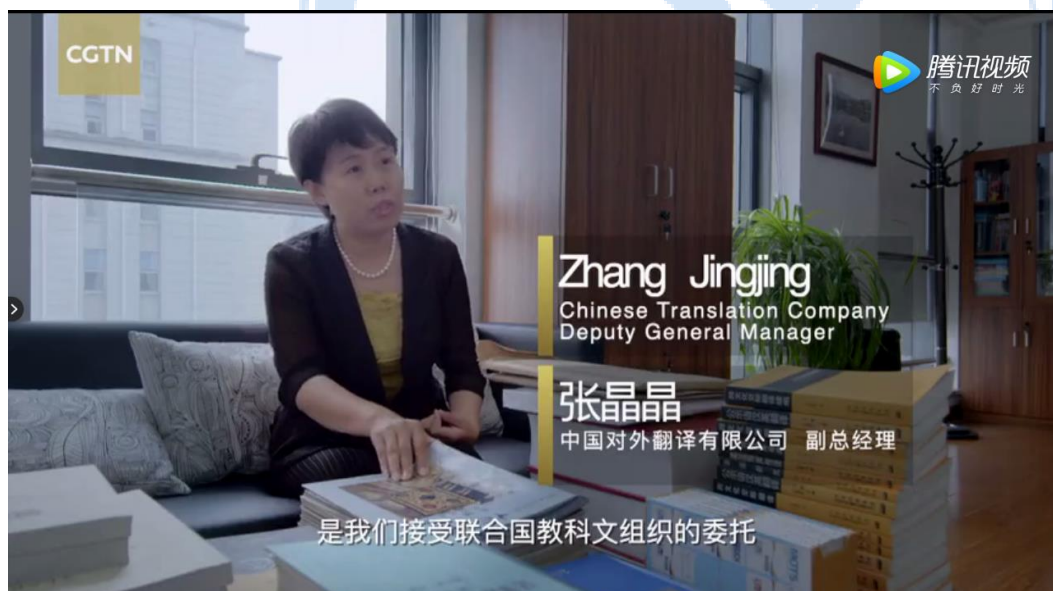 CGTN
腾讯视频
不负好时光
Zhang Jingjing
Chinese Translation Company
Deputy General Manager
张晶晶
中国对外翻译有限公司 副总经理
是我们接受联合国教科文组织的委托